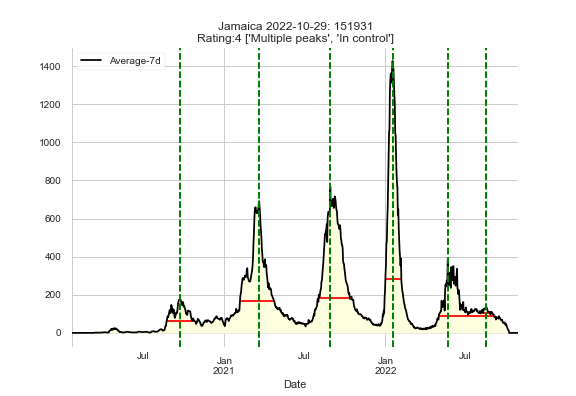 Jamaica 2022-10-29: 151931
Rating:4 ['Multiple peaks', 'In control']
Average-7d
1400
1200
1000
800
600
400
200
0
Jul
Jan
2021
Jul
Jan
2022
Jul
Date